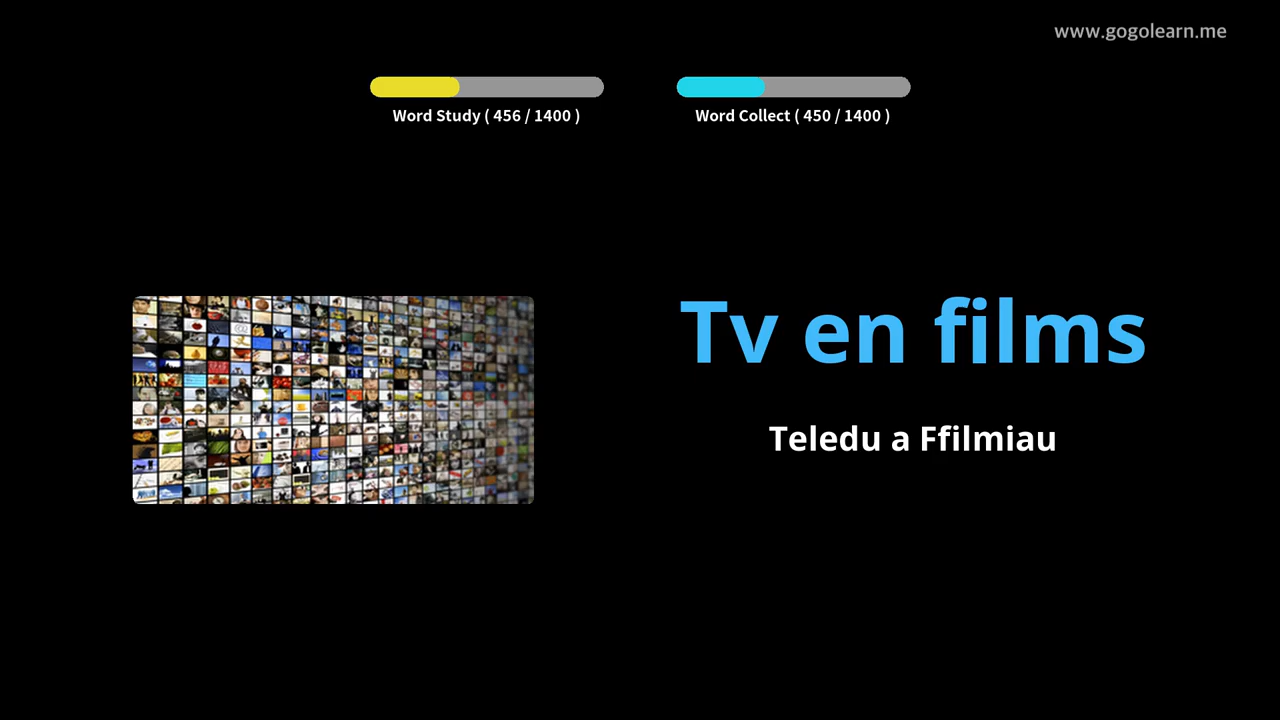 www.gogolearn.me
Word Study ( 456 / 1400 )
Word Collect ( 450 / 1400 )
Tv en films
Teledu a Ffilmiau